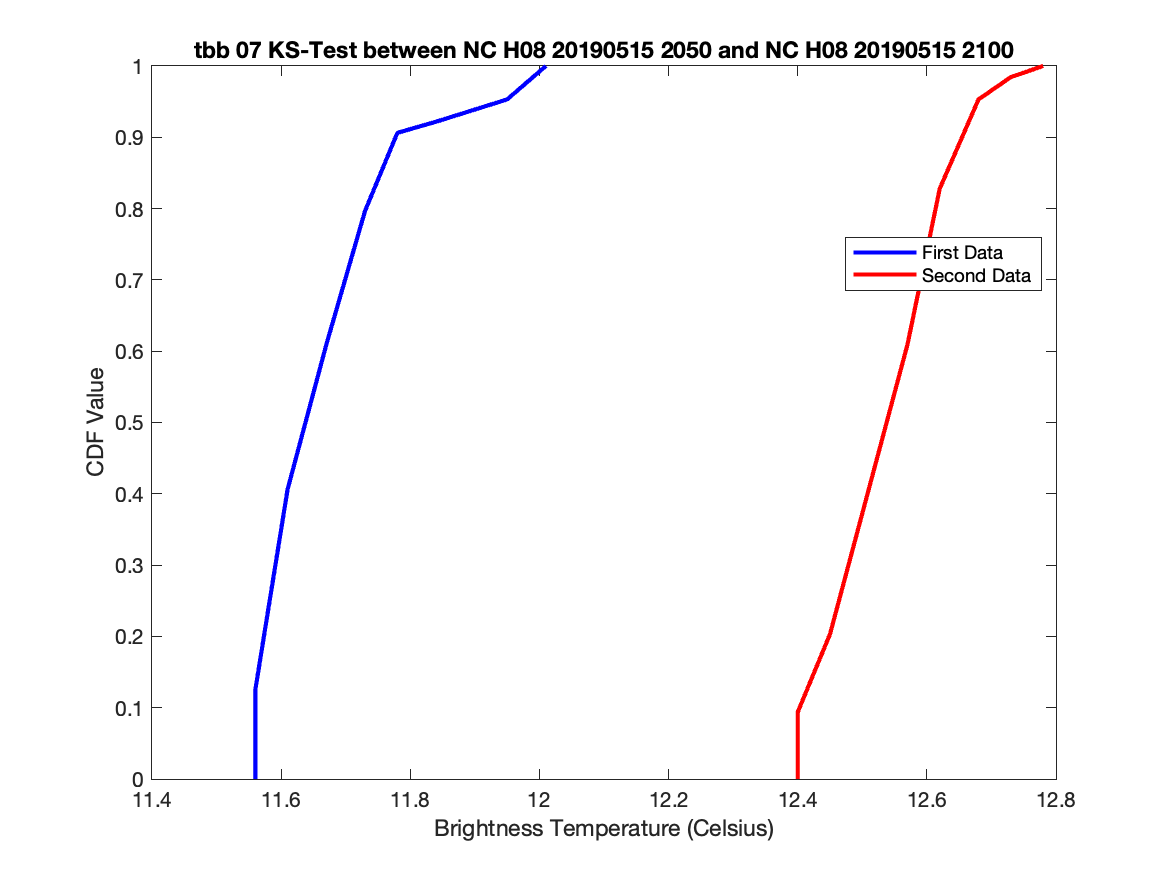 tbb 07 KS-Test between NC H08 20190515 2050 and NC H08 20190515 2100
1
0.9
0.8
0.7
0.6
0.5
0.4
0.3
0.2
0.1
0
CDF Value
First Data
Second Data
11.4 11.6 11.8 12 12.2 12.4 12.6 12.8
Brightness Temperature (Celsius)